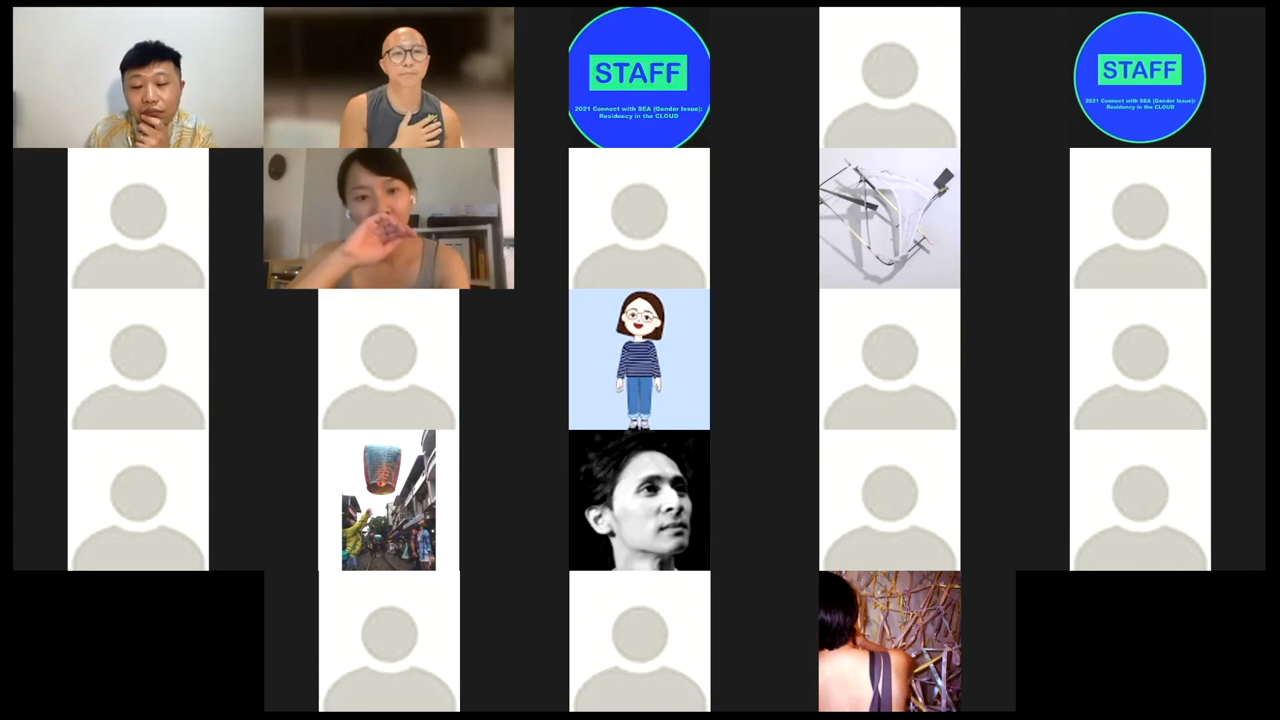 STAFF
2021 Connect with SEA (Gender Issue):
Residency in the CLOUD
STAFF
2021 Connect with SEA (Gender Issue):
Residency in the CLOUD